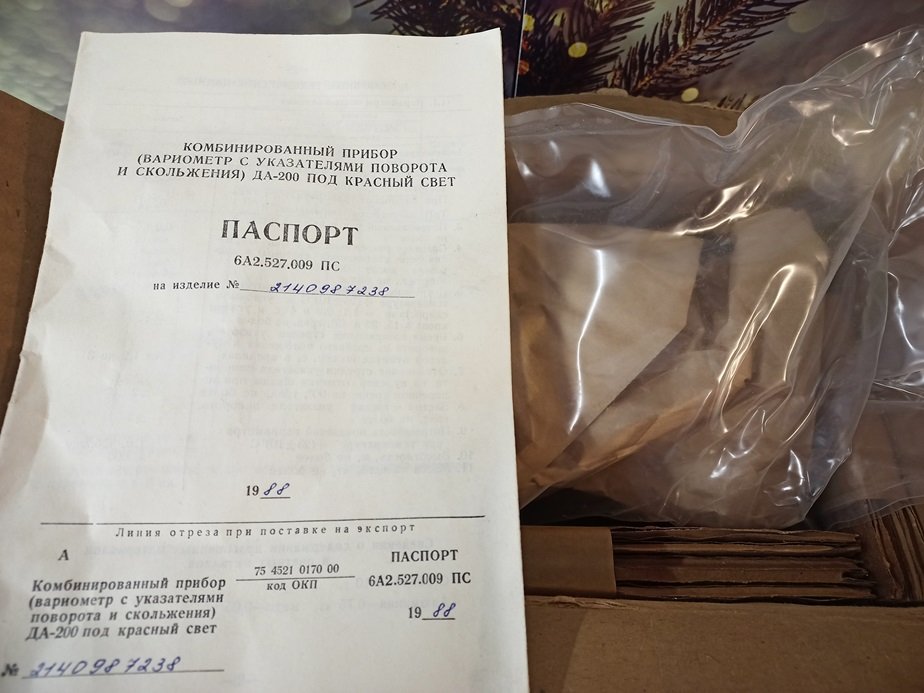 КОМБИНИРОВАННЫЙ ПРИБОР
(ВАРИОМЕТР С УКАЗАТЕЛЯМИ ПОВОРОТА
И СКОЛЬЖЕНИЯ) ДА-200 ПОД КРАСНЫЙ СВЕТ
ПАСПОРТ
6А2.527.009 ПС
на изделие № 2140987238
1988
Линия отреза при поставке на экспорт
А
Комбинированный прибор
(вариометр с указателями
поворота и скольжения)
ДА-200 под красный свет
№ 2140987238
75 4521 0170 00
код ОКП
ПАСПОРТ
6А2.527.009 ПС
1988